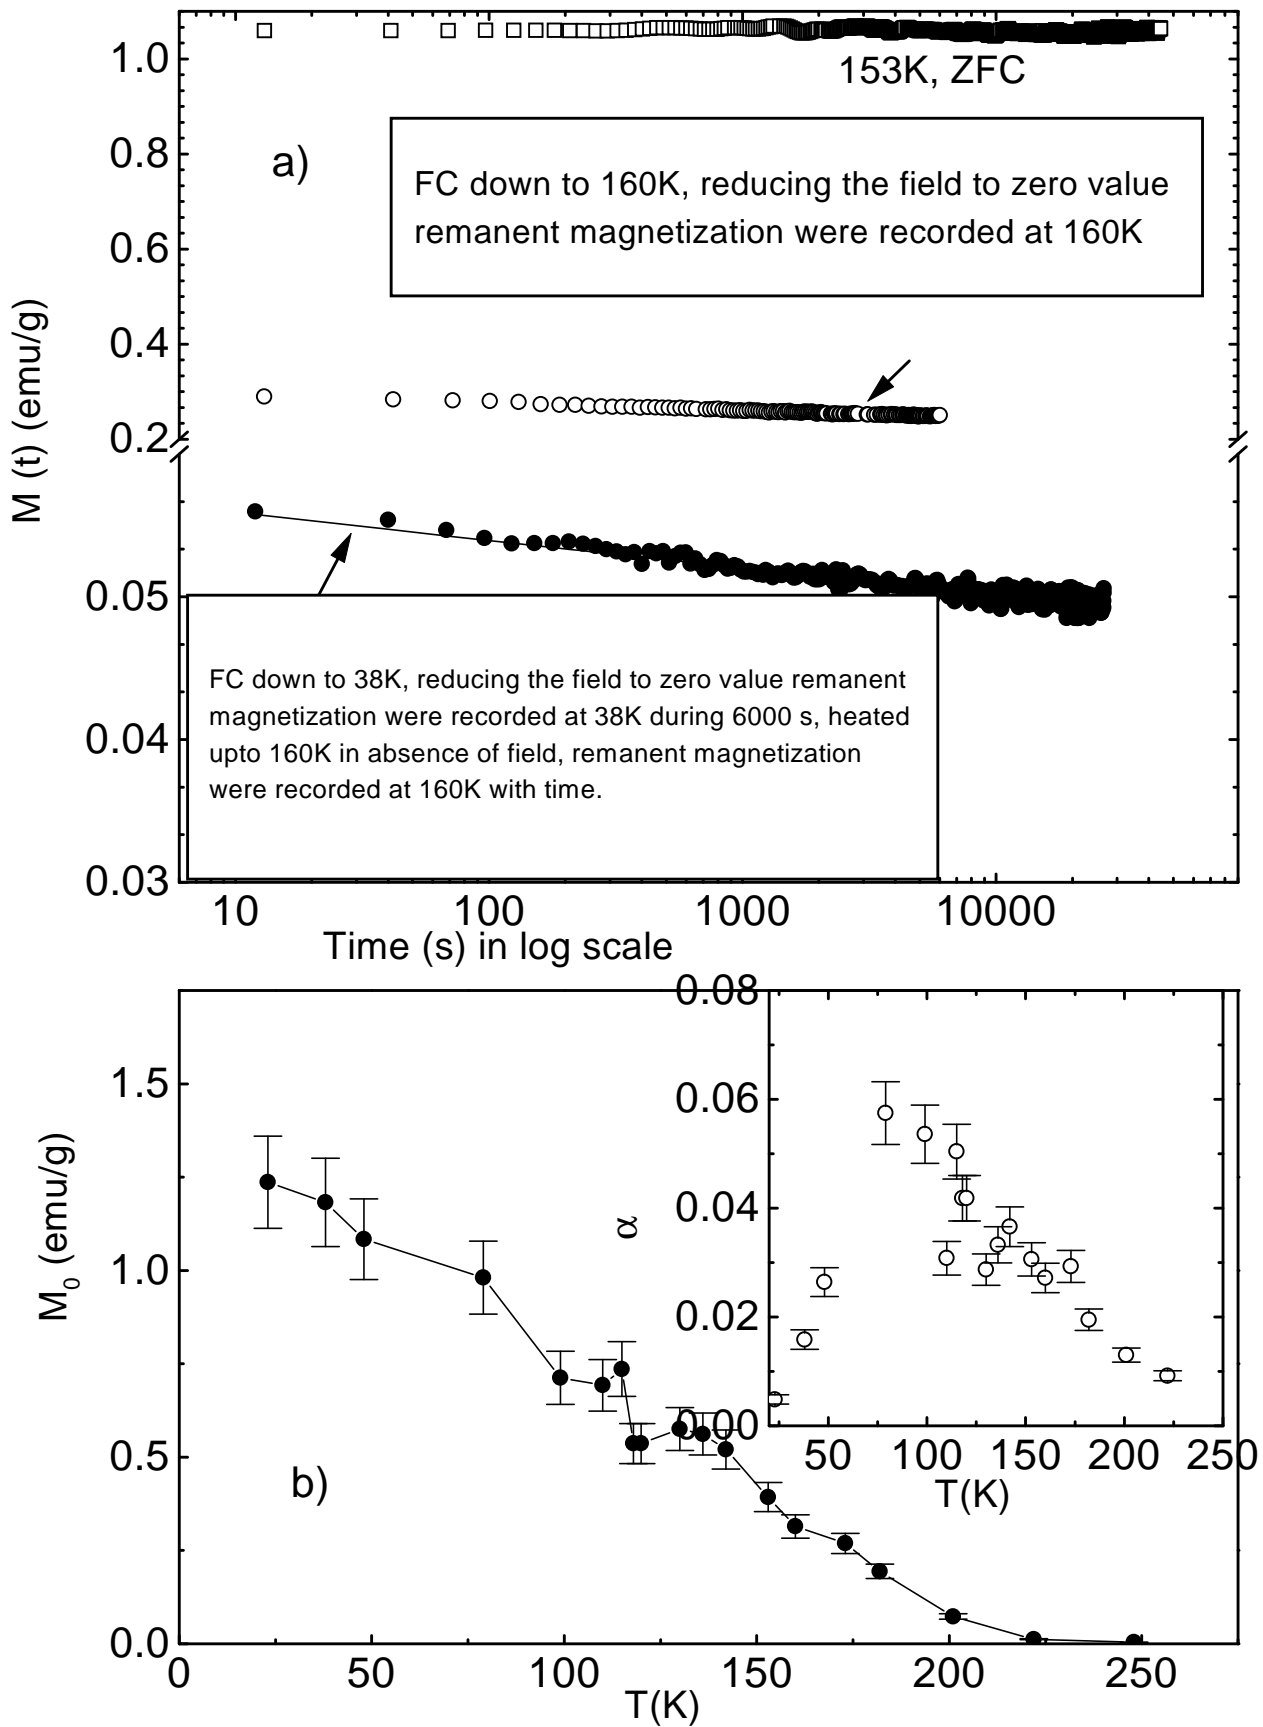 1.0
153K, ZFC
0.8
a)
FC down to 160K, reducing the field to zero value
remanent magnetization were recorded at 160K
0.6
0.4
0.2
M (t) (emu/g)
0.05
FC down to 38K, reducing the field to zero value remanent
magnetization were recorded at 38K during 6000 s, heated
upto 160K in absence of field, remanent magnetization
were recorded at 160K with time.
0.04
0.03
10 100 1000 10000
Time (s) in log scale
1.5
1.0
0.5
0.0
M0 (emu/g)
b)
0 50 100 150 200 250
T(K)
0.08
0.06
0.04
0.02
0.00
α
50 100 150 200 250
T(K)